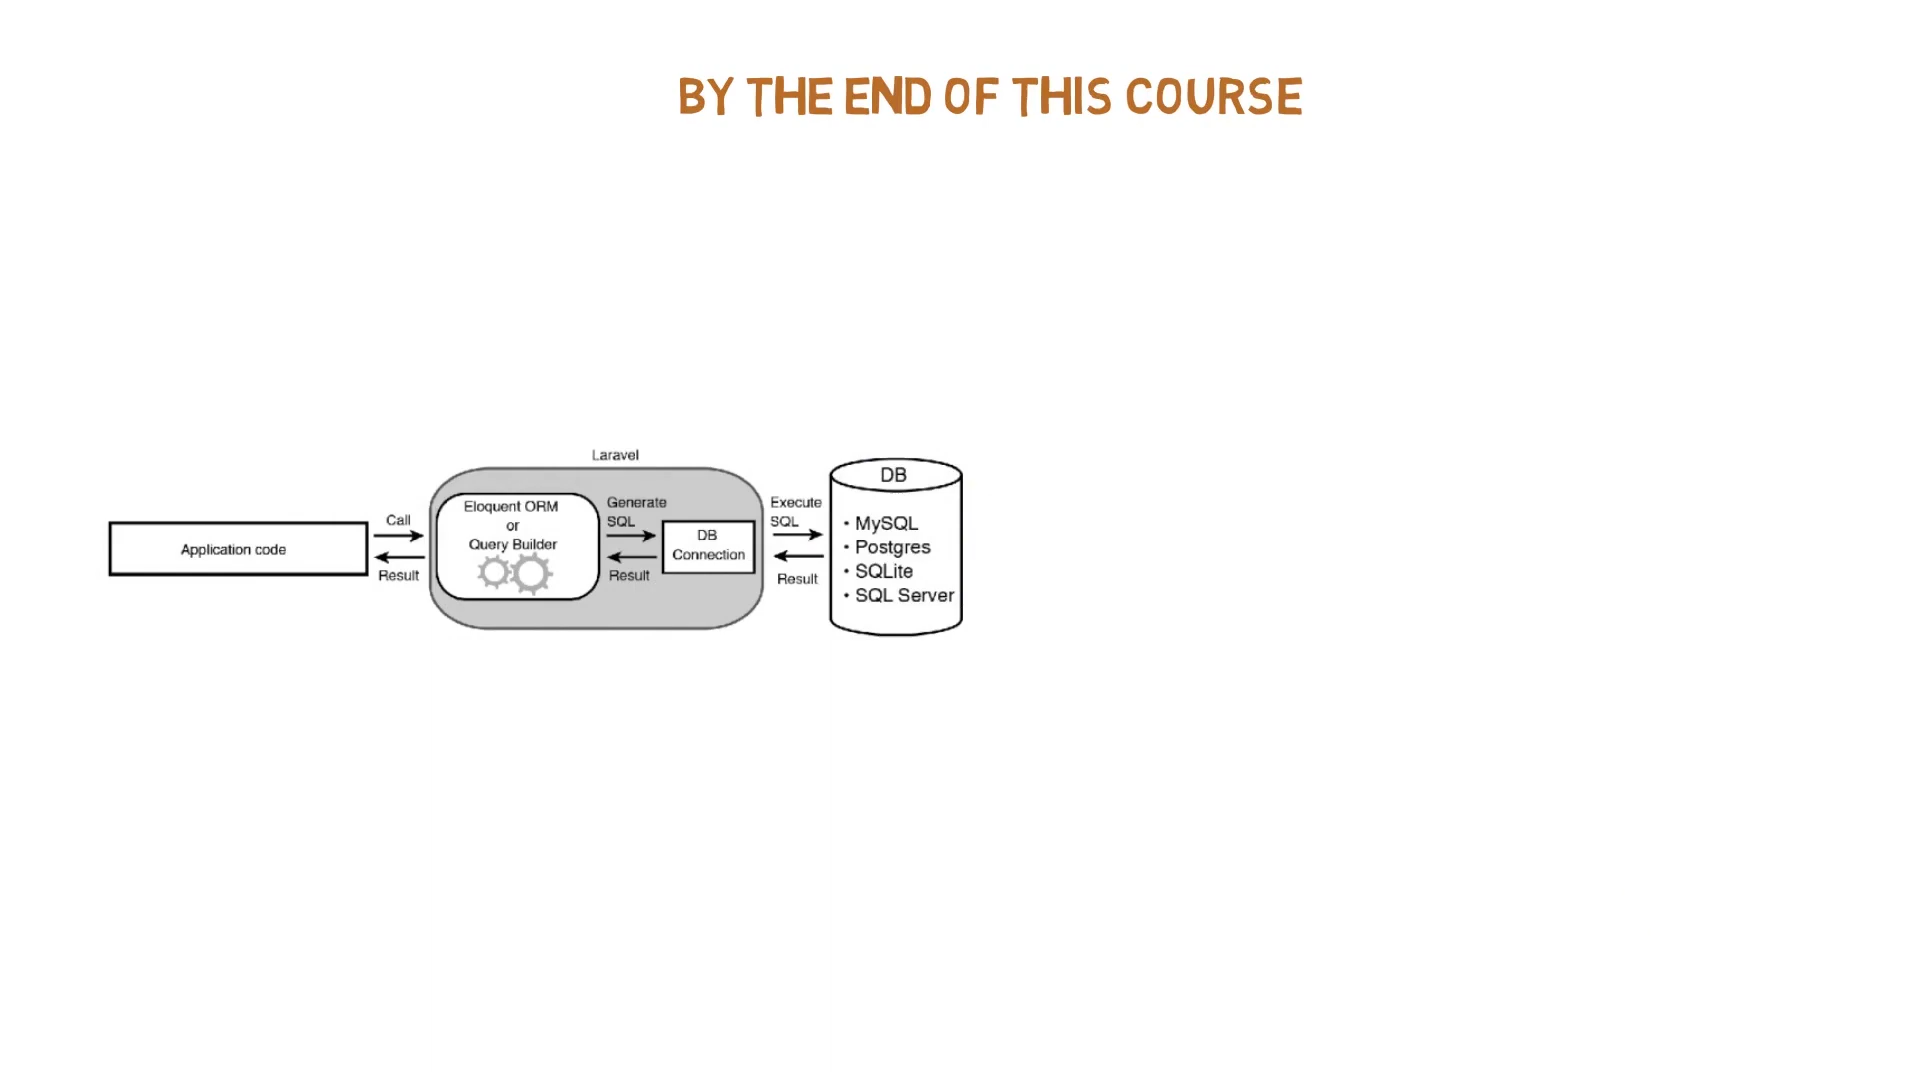 BY THE END OF THIS COURSE
Laravel
Application code
Call
Result
Eloquent ORM
or
Query Builder
Generate
SQL
Result
DB
Connection
Execute
SQL
Result
DB
• MySQL
• Postgres
• SQLite
• SQL Server